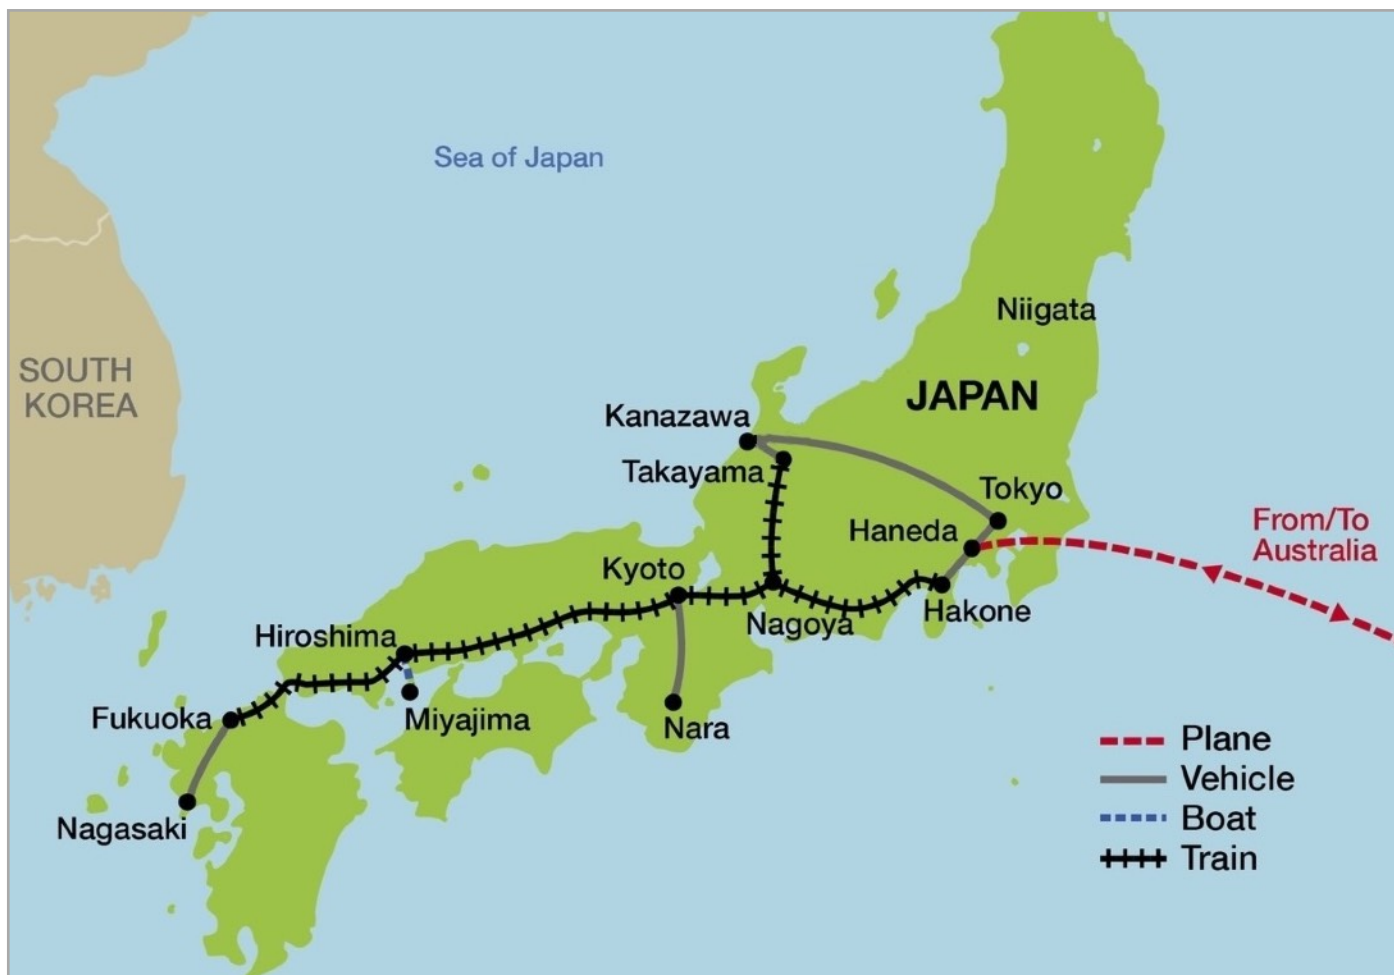 Sea of Japan
Niigata
SOUTH
KOREA
JAPAN
Kanazawa
Takayama
Tokyo
Haneda
From/To
Australia
Kyoto
Hakone
Nagoya
Hiroshima
Fukuoka
Miyajima
Nara
Nagasaki
Plane
Vehicle
Boat
Train